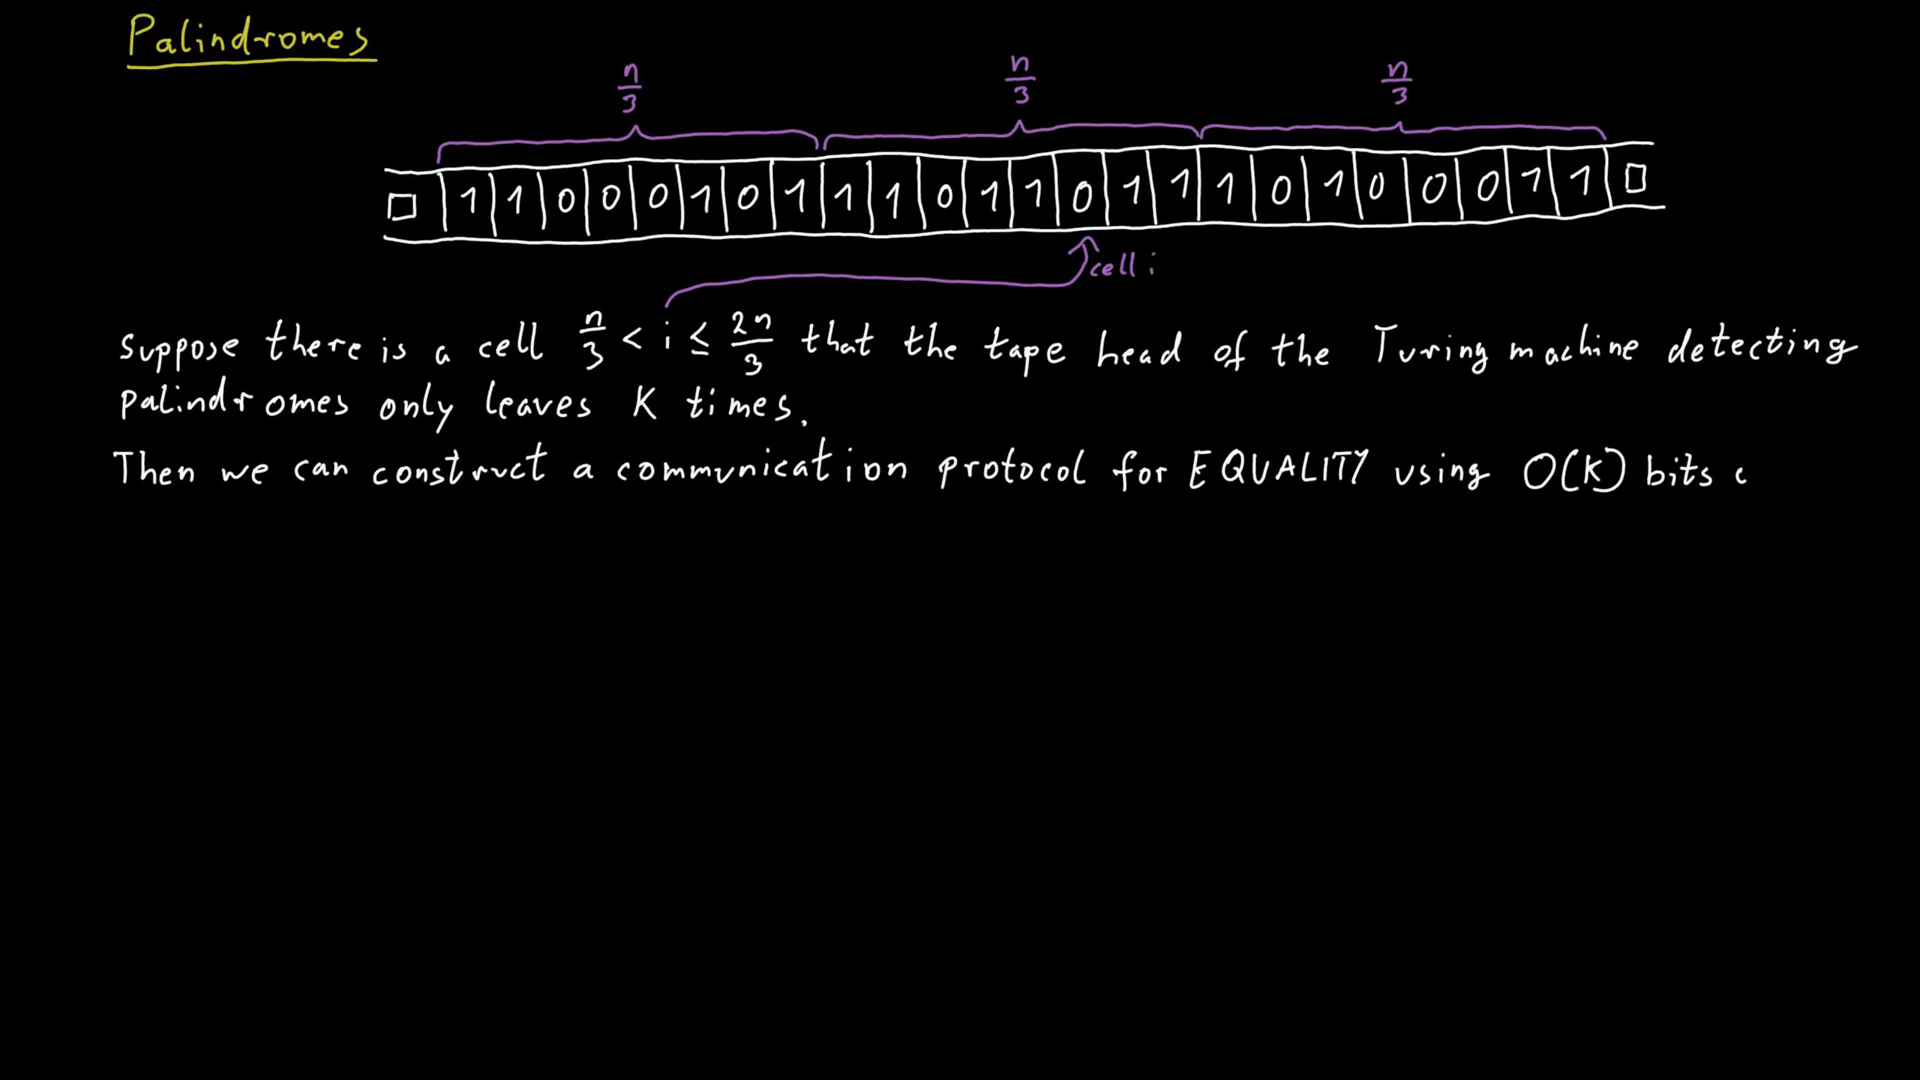 Palindromes
n/3 n/3 n/3
□ 1 1 0 0 0 1 0 1 1 1 0 1 1 0 1 1 1 0 1 0 0 0 1 1 □
cell i
Suppose there is a cell n/3 < i ≤ 2n/3 that the tape head of the Turing machine detecting
palindromes only leaves K times.
Then we can construct a communication protocol for EQUALITY using O(K) bits